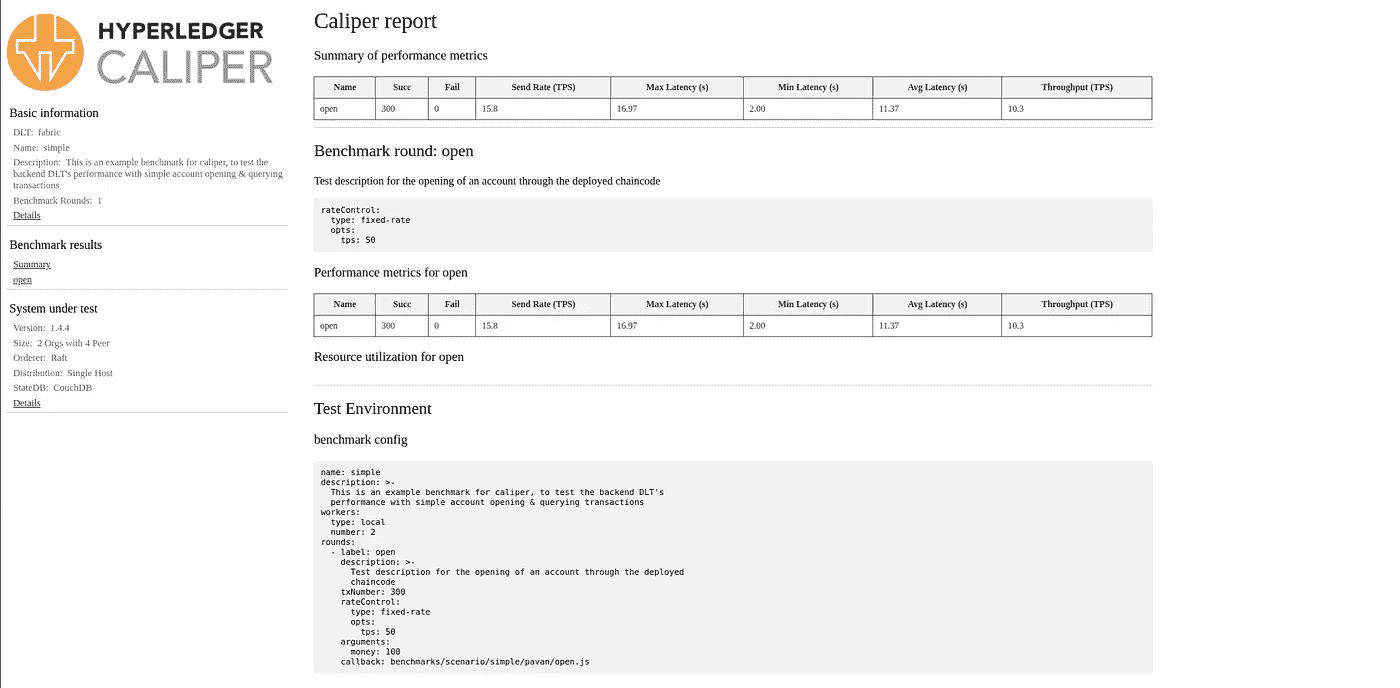 HYPERLEDGER
CALIPER
Basic information
DLT: fabric
Name: simple
Description: This is an example benchmark for caliper, to test the
backend DLT's performance with simple account opening & querying
transactions
Benchmark Rounds: 1
Details
Benchmark results
Summary
open
System under test
Version: 1.4.4
Size: 2 Orgs with 4 Peer
Orderer: Raft
Distribution: Single Host
StateDB: CouchDB
Details
Caliper report
Summary of performance metrics
Name Succ Fail Send Rate (TPS) Max Latency (s) Min Latency (s) Avg Latency (s) Throughput (TPS)
open 300 0 15.8 16.97 2.00 11.37 10.3
Benchmark round: open
Test description for the opening of an account through the deployed chaincode
rateControl:
  type: fixed-rate
  opts:
    tps: 50
Performance metrics for open
Name Succ Fail Send Rate (TPS) Max Latency (s) Min Latency (s) Avg Latency (s) Throughput (TPS)
open 300 0 15.8 16.97 2.00 11.37 10.3
Resource utilization for open
Test Environment
benchmark config
name: simple
description: >-
  This is an example benchmark for caliper, to test the backend DLT's
  performance with simple account opening & querying transactions
workers:
  type: local
  number: 2
rounds:
  - label: open
    description: >-
      Test description for the opening of an account through the deployed
      chaincode
    txNumber: 300
    rateControl:
      type: fixed-rate
      opts:
        tps: 50
    arguments:
      money: 100
    callback: benchmarks/scenario/simple/pavan/open.js